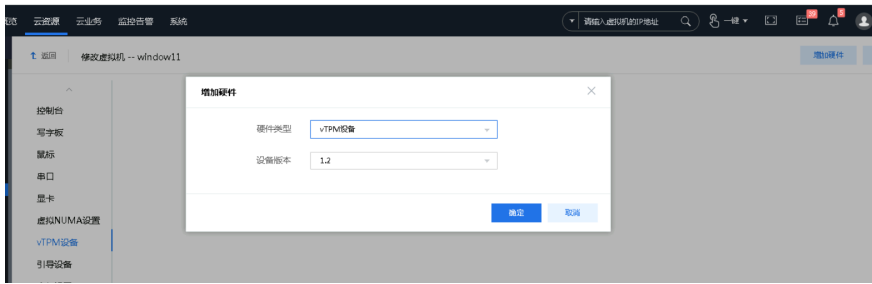 云资源 云业务 监控告警 系统 请输入虚拟机的IP地址 一键 39 5
返回 修改虚拟机 -- window11 增加硬件
增加硬件
控制台
硬件类型 vTPM设备
写字板
鼠标
设备版本 1.2
串口
显卡
确定 取消
虚拟NUMA设置
vTPM设备
引导设备